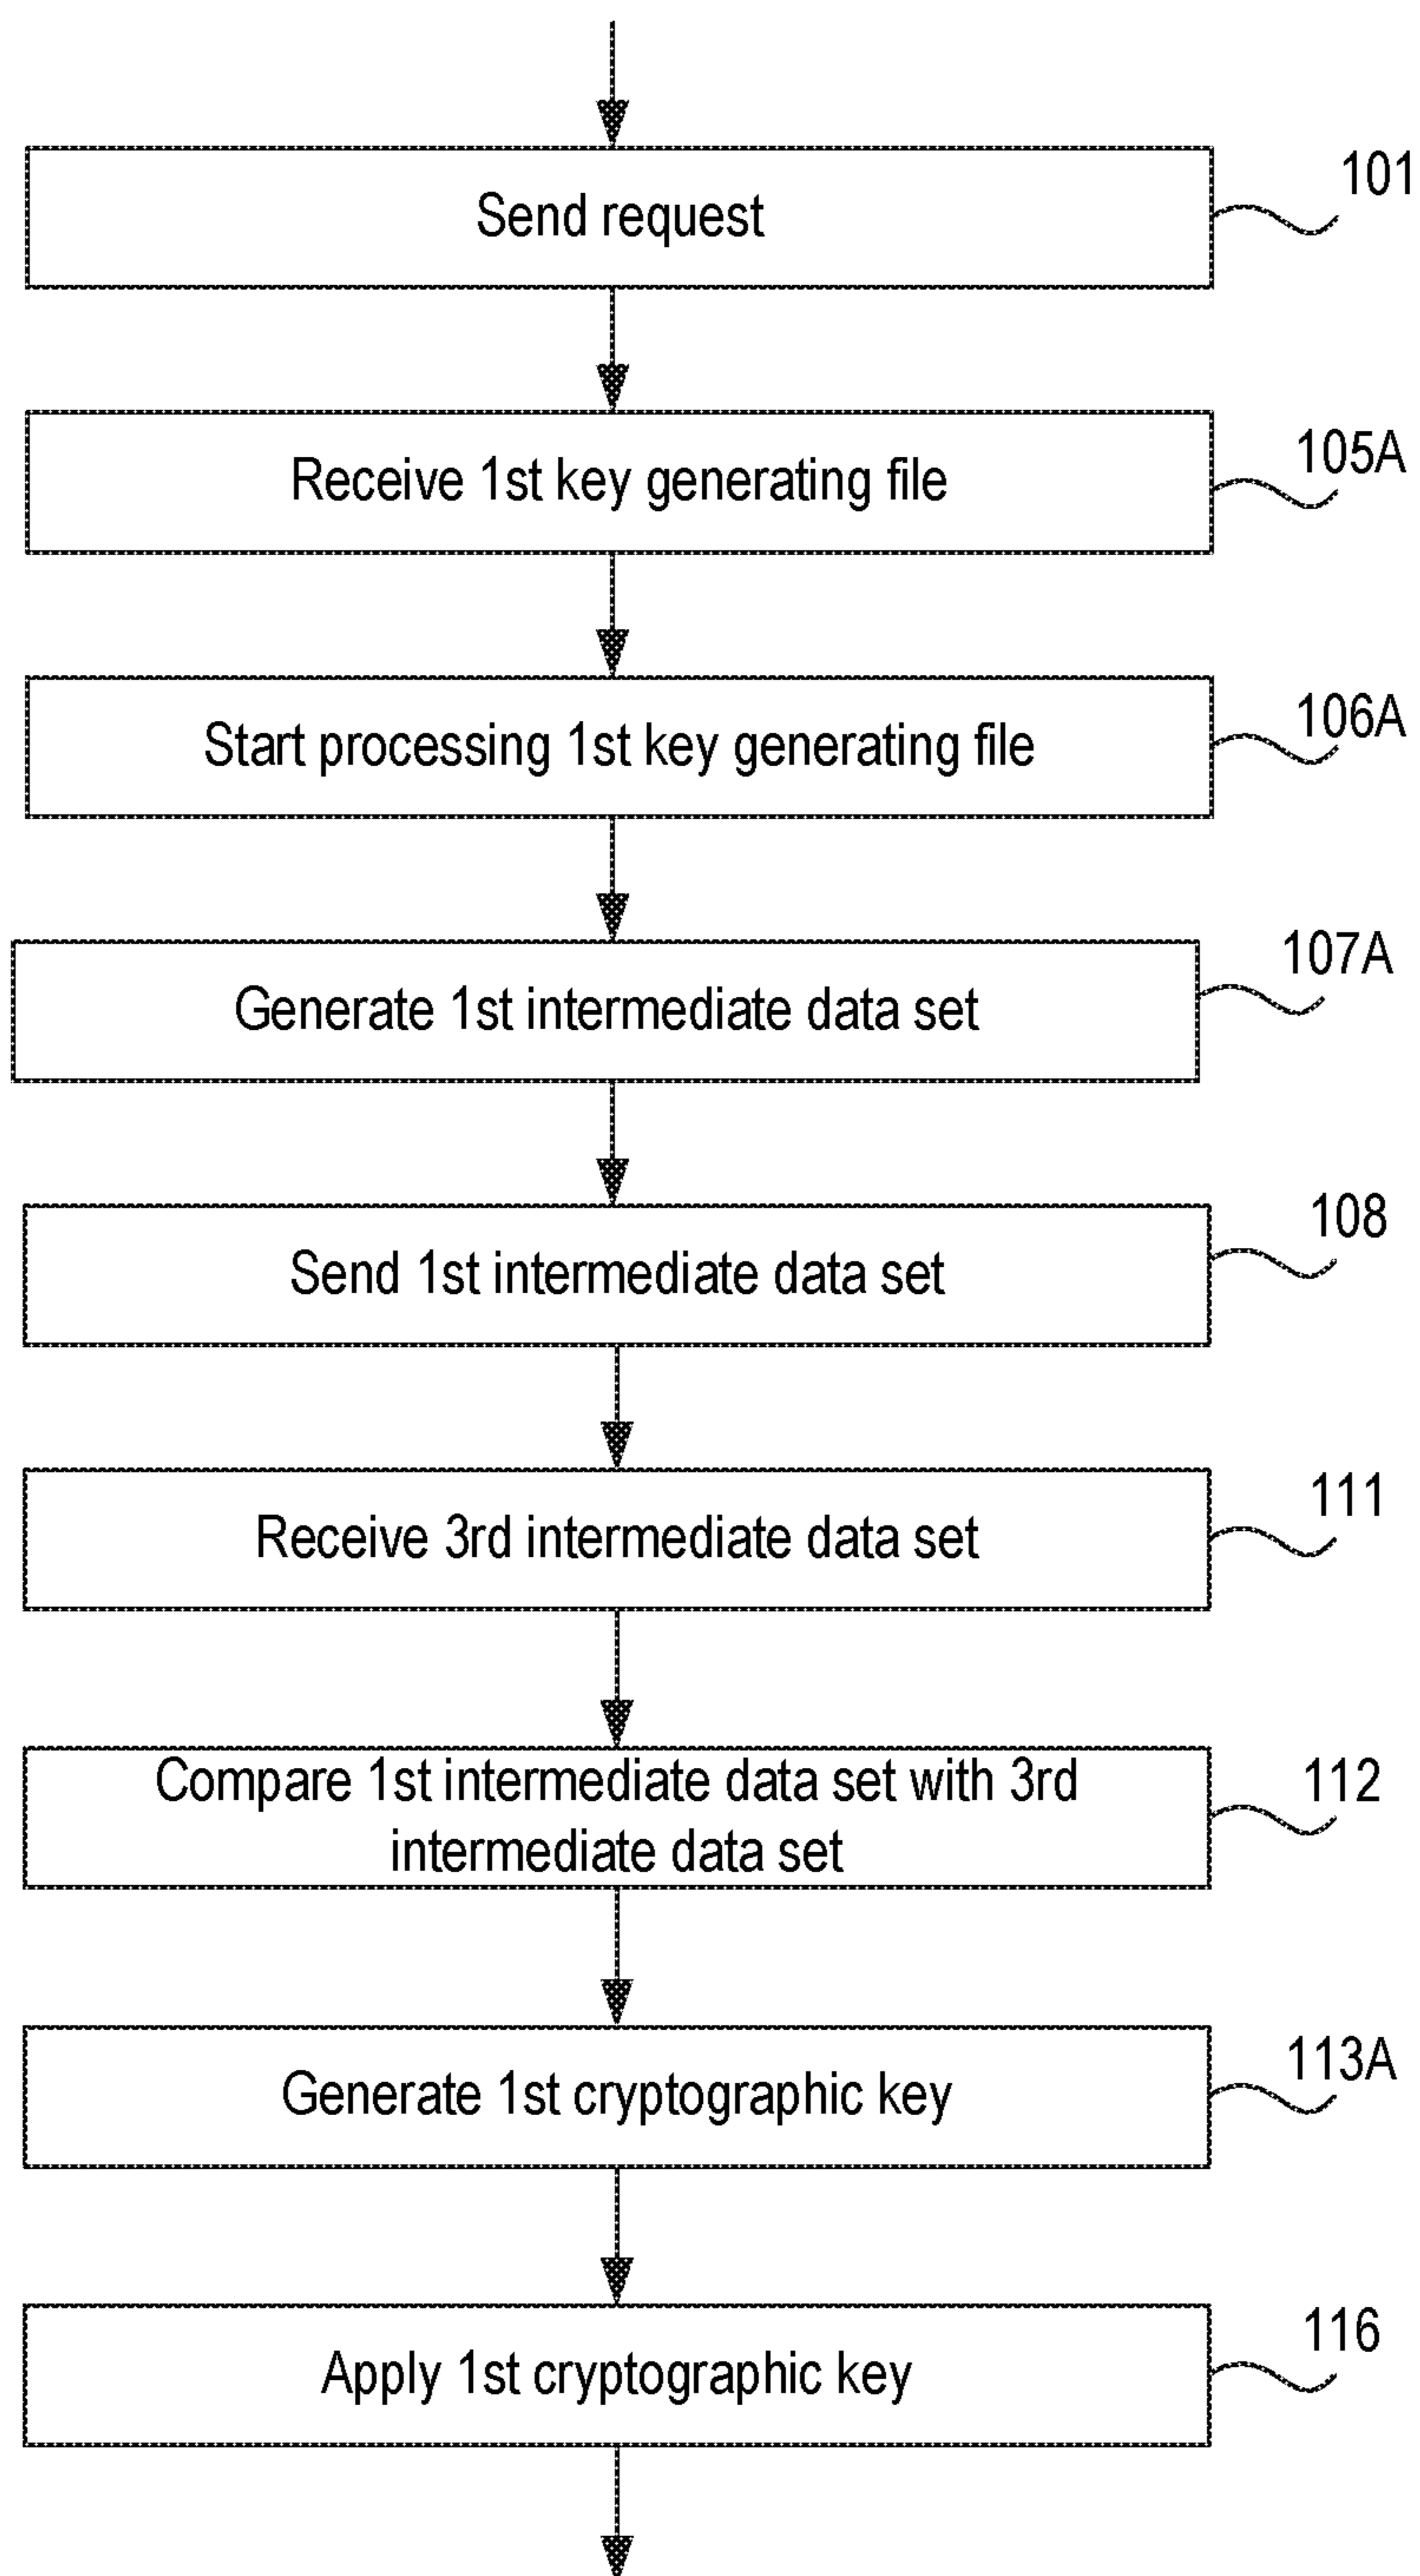 101
Send request
105A
Receive 1st key generating file
106A
Start processing 1st key generating file
107A
Generate 1st intermediate data set
108
Send 1st intermediate data set
111
Receive 3rd intermediate data set
112
Compare 1st intermediate data set with 3rd
intermediate data set
113A
Generate 1st cryptographic key
116
Apply 1st cryptographic key